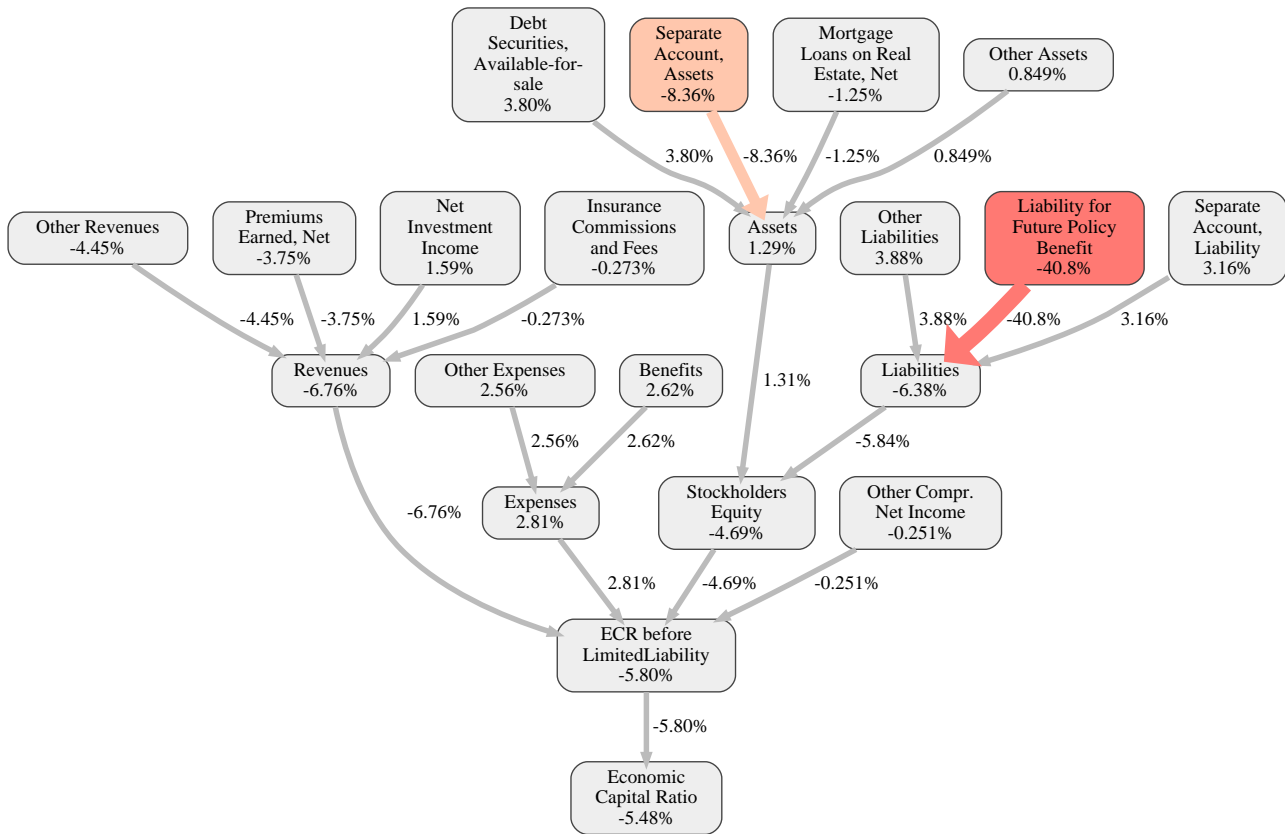 Debt
Securities,
Available-for-
sale
3.80%
Separate
Account,
Assets
-8.36%
Mortgage
Loans on Real
Estate, Net
-1.25%
Other Assets
0.849%
3.80%
-8.36%
-1.25%
0.849%
Other Revenues
-4.45%
Premiums
Earned, Net
-3.75%
Net
Investment
Income
1.59%
Insurance
Commissions
and Fees
-0.273%
Assets
1.29%
Other
Liabilities
3.88%
Liability for
Future Policy
Benefit
-40.8%
Separate
Account,
Liability
3.16%
-4.45%
-3.75%
1.59%
-0.273%
3.88%
-40.8%
3.16%
Revenues
-6.76%
Other Expenses
2.56%
Benefits
2.62%
1.31%
Liabilities
-6.38%
2.56%
2.62%
-5.84%
-6.76%
Expenses
2.81%
Stockholders
Equity
-4.69%
Other Compr.
Net Income
-0.251%
2.81%
-4.69%
-0.251%
ECR before
LimitedLiability
-5.80%
-5.80%
Economic
Capital Ratio
-5.48%